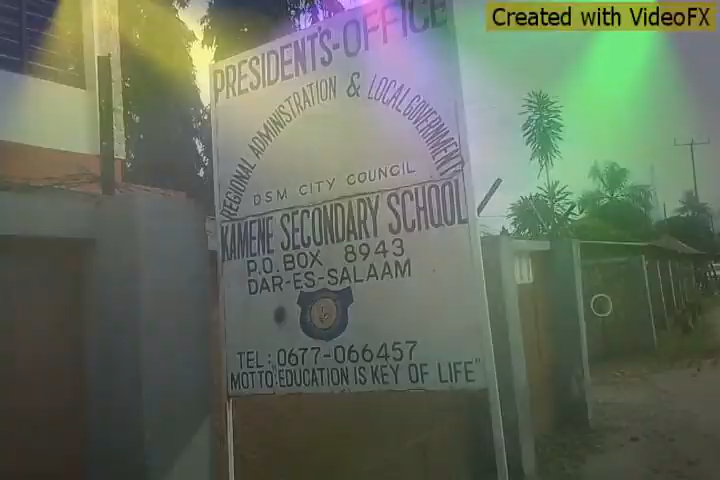 Created with VideoFX
PRESIDENT'S-OFFICE
REGIONAL ADMINISTRATION & LOCAL GOVERNMENT
DSM CITY COUNCIL
KAMENE SECONDARY SCHOOL
P.O.BOX 8943
DAR-ES-SALAAM
TEL: 0677-066457
MOTTO:"EDUCATION IS KEY OF LIFE"